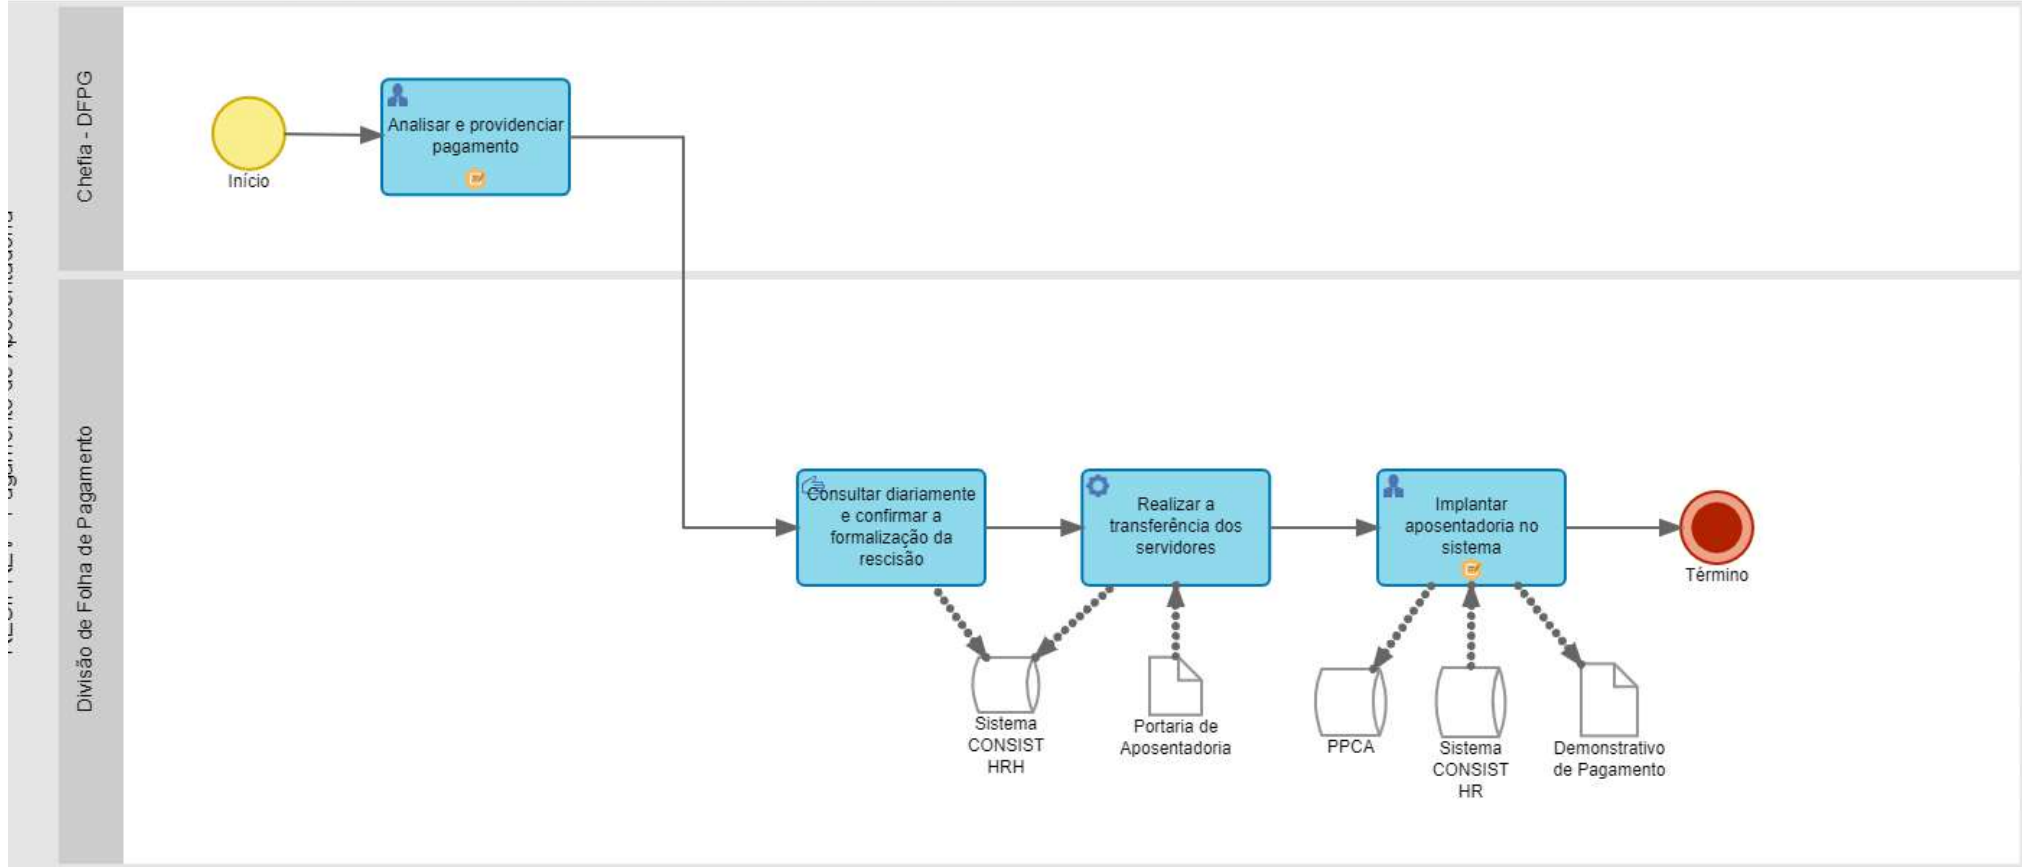 Chefia - DFPG
Início
Analisar e providenciar
pagamento
Divisão de Folha de Pagamento
Consultar diariamente
e confirmar a
formalização da
rescisão
Realizar a
transferência dos
servidores
Implantar
aposentadoria no
sistema
Término
Sistema
CONSIST
HRH
Portaria de
Aposentadoria
PPCA
Sistema
CONSIST
HR
Demonstrativo
de Pagamento